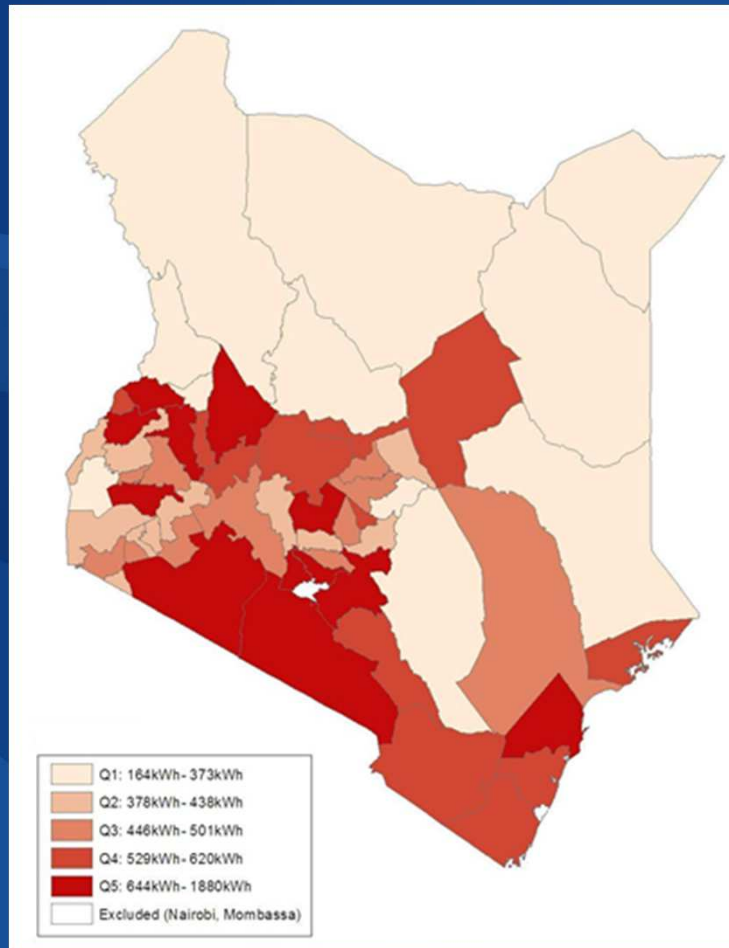 Q1: 164kWh- 373kWh
Q2: 378kWh- 438kWh
Q3: 446kWh- 501kWh
Q4: 529kWh- 620kWh
Q5: 644kWh- 1880kWh
Excluded (Nairobi, Mombassa)